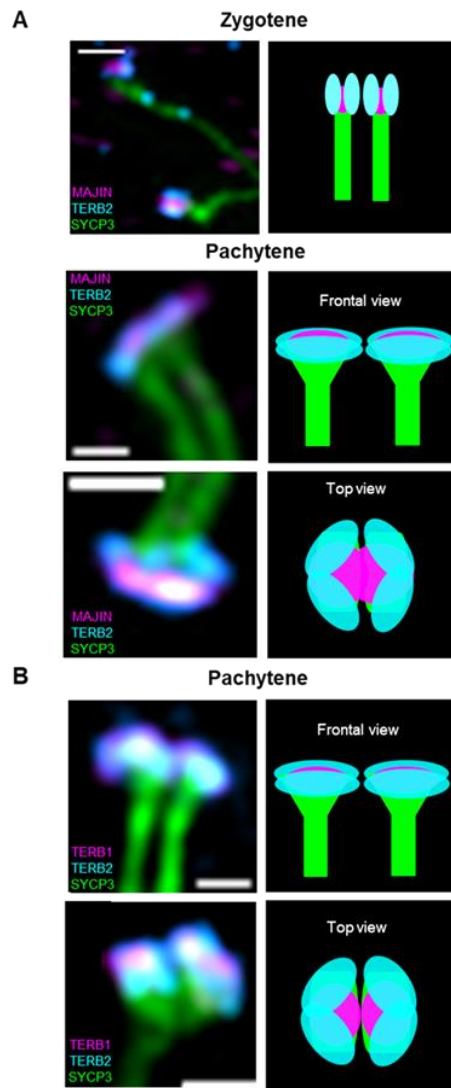 A
Zygotene
MAJIN
TERB2
SYCP3
Pachytene
MAJIN
TERB2
SYCP3
Frontal view
Top view
MAJIN
TERB2
SYCP3
B
Pachytene
Frontal view
TERB1
TERB2
SYCP3
Top view
TERB1
TERB2
SYCP3